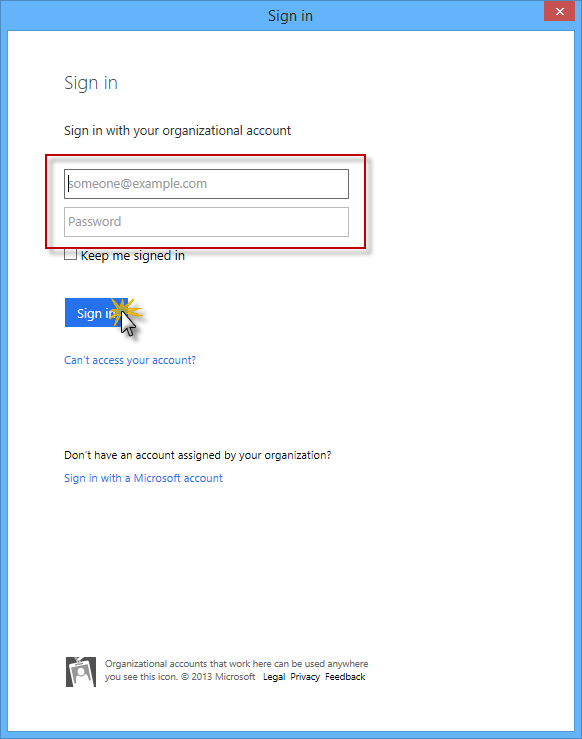 Sign in
Sign in
Sign in with your organizational account
someone@example.com
Password
Keep me signed in
Sign in
Can't access your account?
Don't have an account assigned by your organization?
Sign in with a Microsoft account
Organizational accounts that work here can be used anywhere
you see this icon. © 2013 Microsoft Legal Privacy Feedback